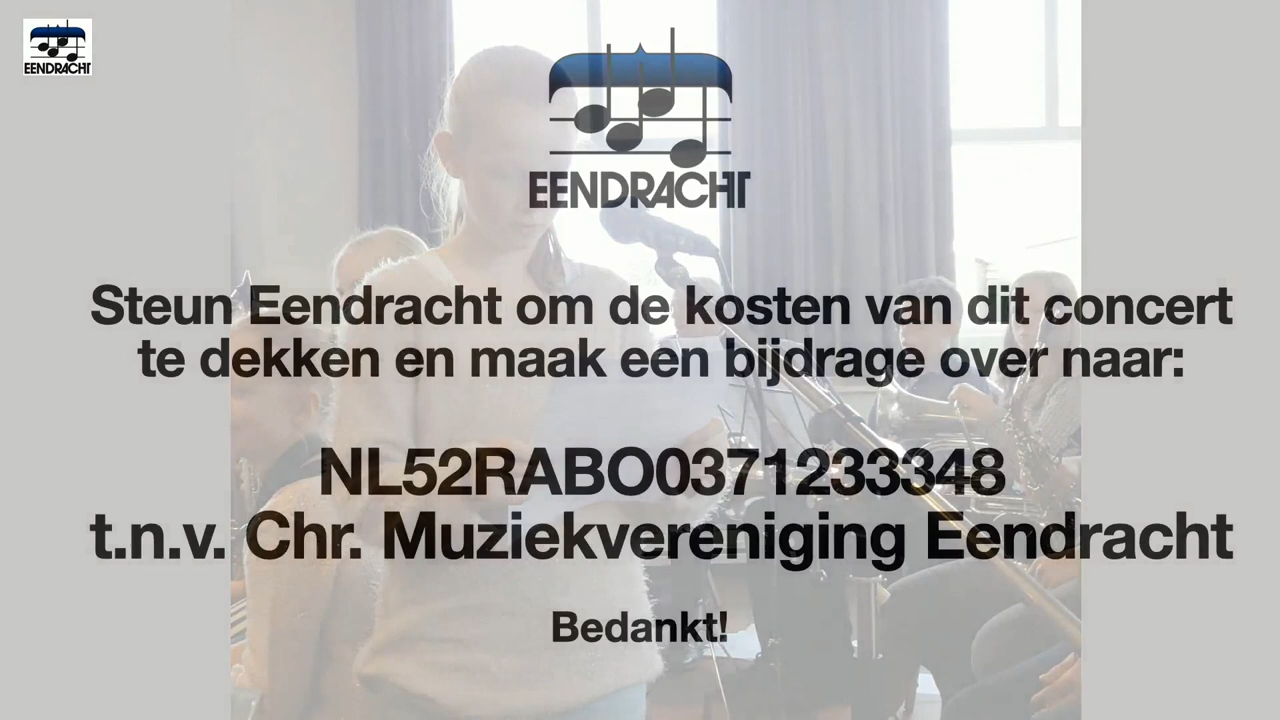 EENDRACHT
EENDRACHT
Steun Eendracht om de kosten van dit concert
te dekken en maak een bijdrage over naar:
NL52RABO0371233348
t.n.v. Chr. Muziekvereniging Eendracht
Bedankt!